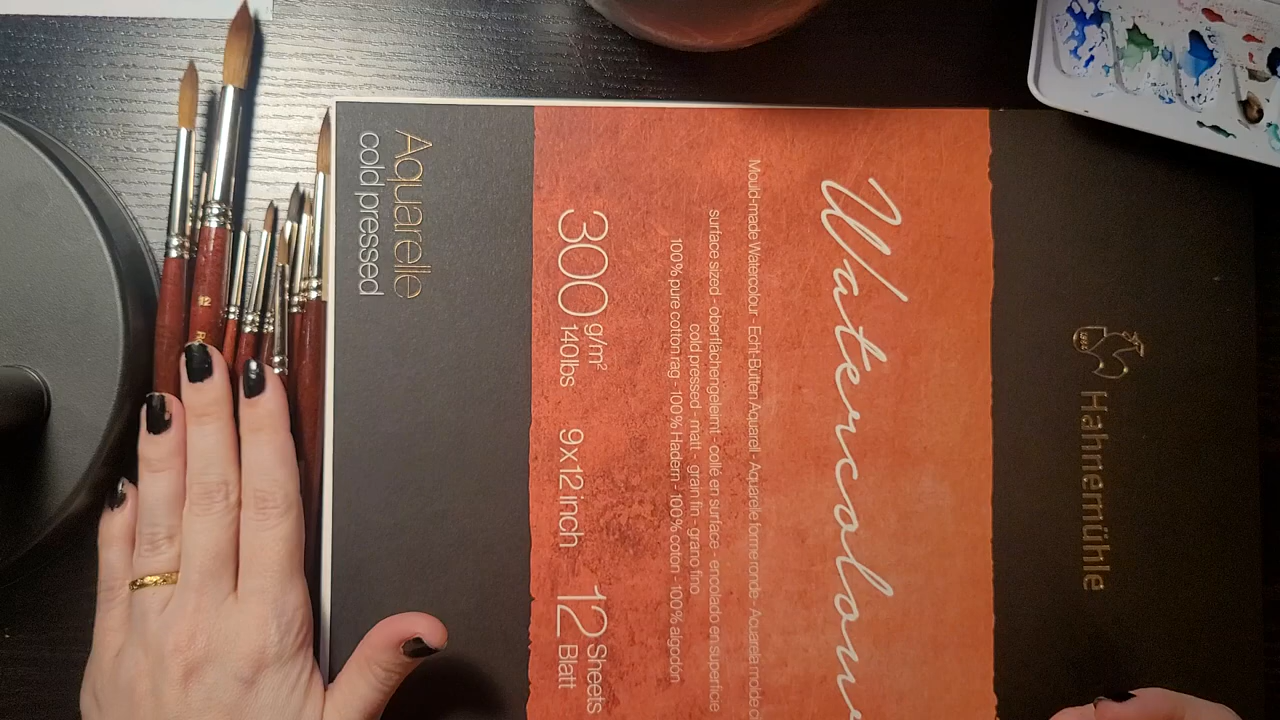 Hahnemühle
Watercolour
Mould-made Watercolour - Echt-Bütten Aquarell - Aquarelle forme ronde - Acuarela molde
surface sized - oberflächengeleimt - collé en surface - encolado en superficie
cold pressed - matt - grain fin - grano fino
100% pure cotton rag - 100% Hadern - 100% coton - 100% algodón
300 g/m² 140lbs 9x12 inch 12 Sheets Blatt
Aquarelle
cold pressed
12